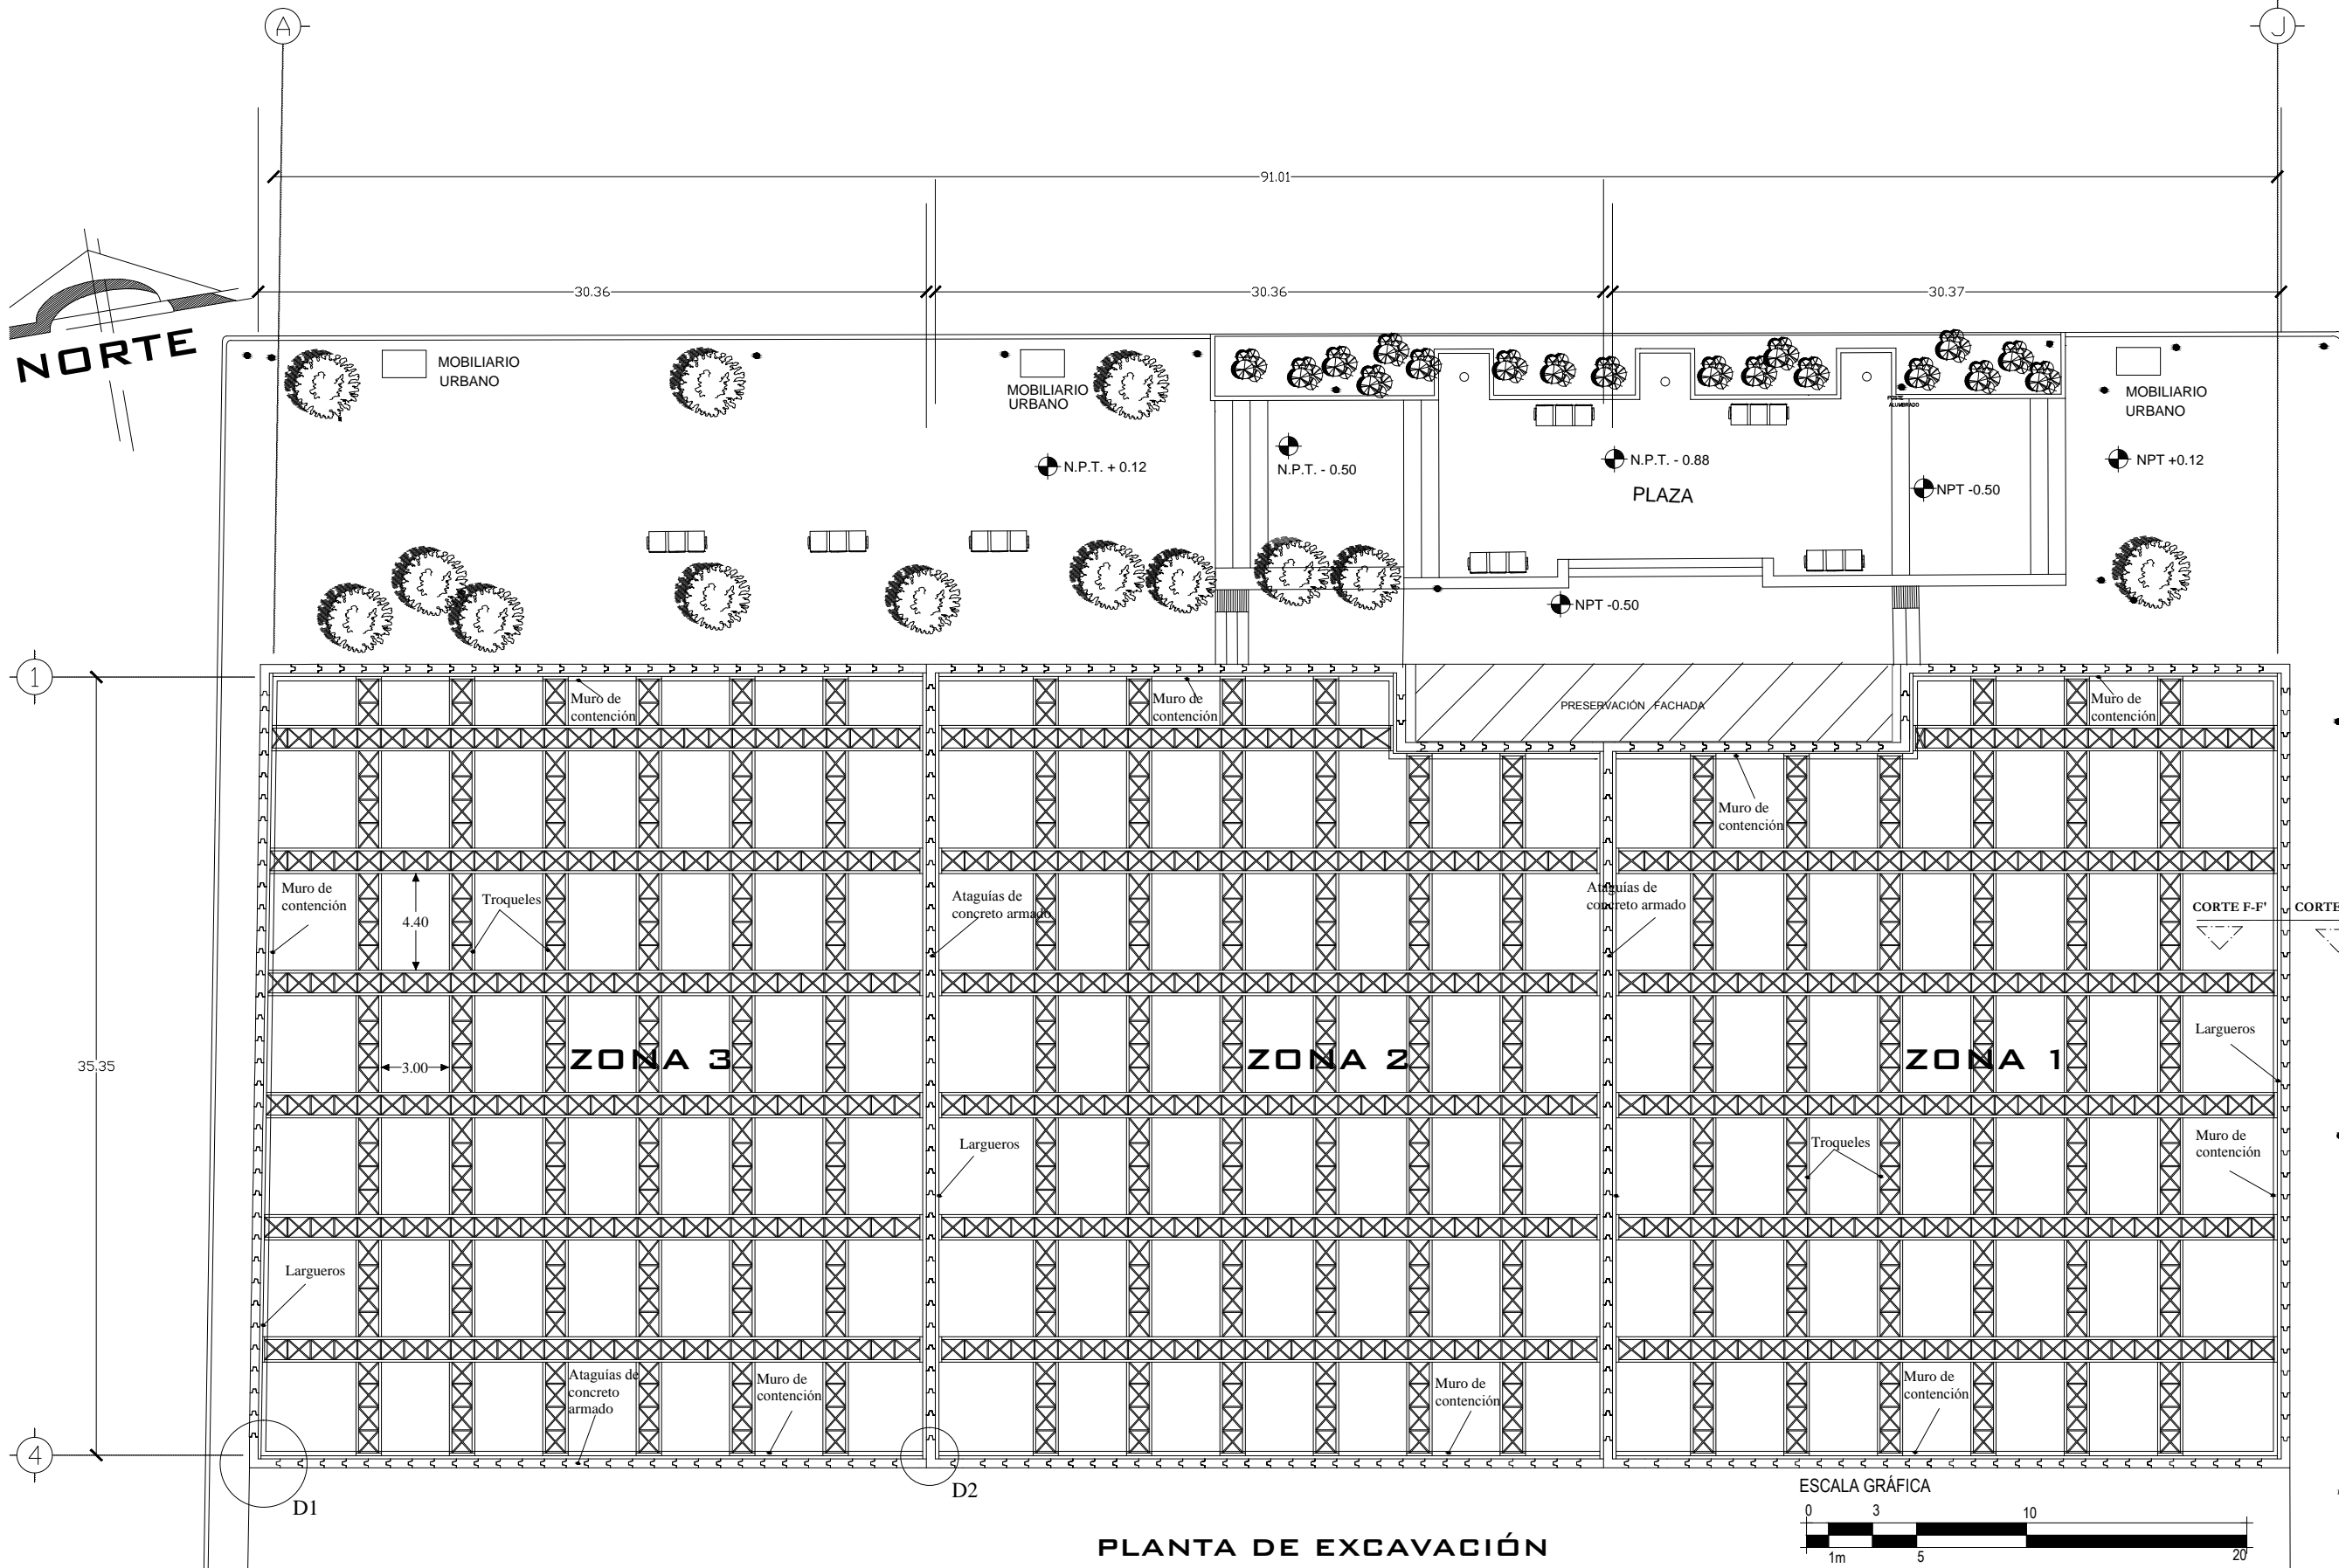 A
J
91.01
30.36
30.36
30.37
NORTE
MOBILIARIO
URBANO
MOBILIARIO
URBANO
POSTE
ALUMBRADO
MOBILIARIO
URBANO
N.P.T. + 0.12
N.P.T. - 0.50
N.P.T. - 0.88
PLAZA
NPT -0.50
NPT +0.12
NPT -0.50
1
Muro de
contención
Muro de
contención
PRESERVACIÓN FACHADA
Muro de
contención
Muro de
contención
Muro de
contención
4.40
Troqueles
Ataguías de
concreto armado
Ataguías de
concreto armado
CORTE F-F'
CORTE
Largueros
35.35
3.00
ZONA 3
ZONA 2
ZONA 1
Largueros
Troqueles
Muro de
contención
Largueros
Ataguías de
concreto
armado
Muro de
contención
Muro de
contención
Muro de
contención
4
D1
D2
ESCALA GRÁFICA
0 3 10
1m 5 20
PLANTA DE EXCAVACIÓN